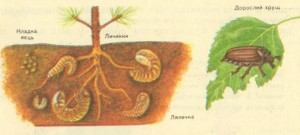 Кладка
яєць
Личинки
Лялечка
Дорослий хрущ